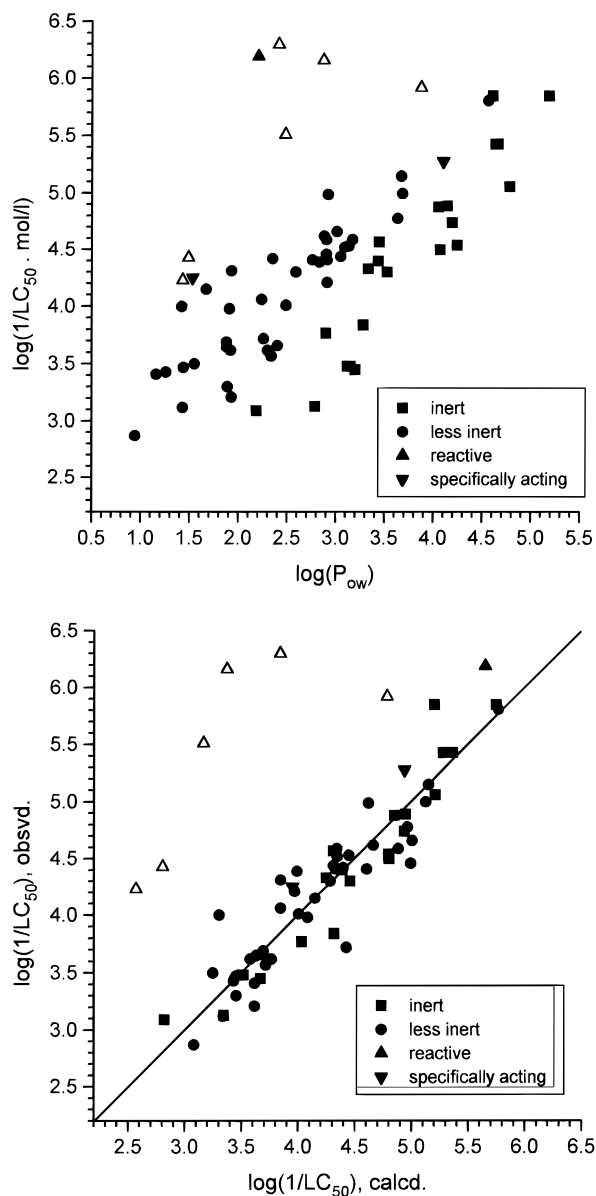 6.5
6.0
5.5
5.0
4.5
4.0
3.5
3.0
2.5
log(1/LC50 . mol/l)
inert
less inert
reactive
specifically acting
0.5 1.0 1.5 2.0 2.5 3.0 3.5 4.0 4.5 5.0 5.5
log(Pow)
6.5
6.0
5.5
5.0
4.5
4.0
3.5
3.0
2.5
log(1/LC50), obsvd.
inert
less inert
reactive
specifically acting
2.5 3.0 3.5 4.0 4.5 5.0 5.5 6.0 6.5
log(1/LC50), calcd.